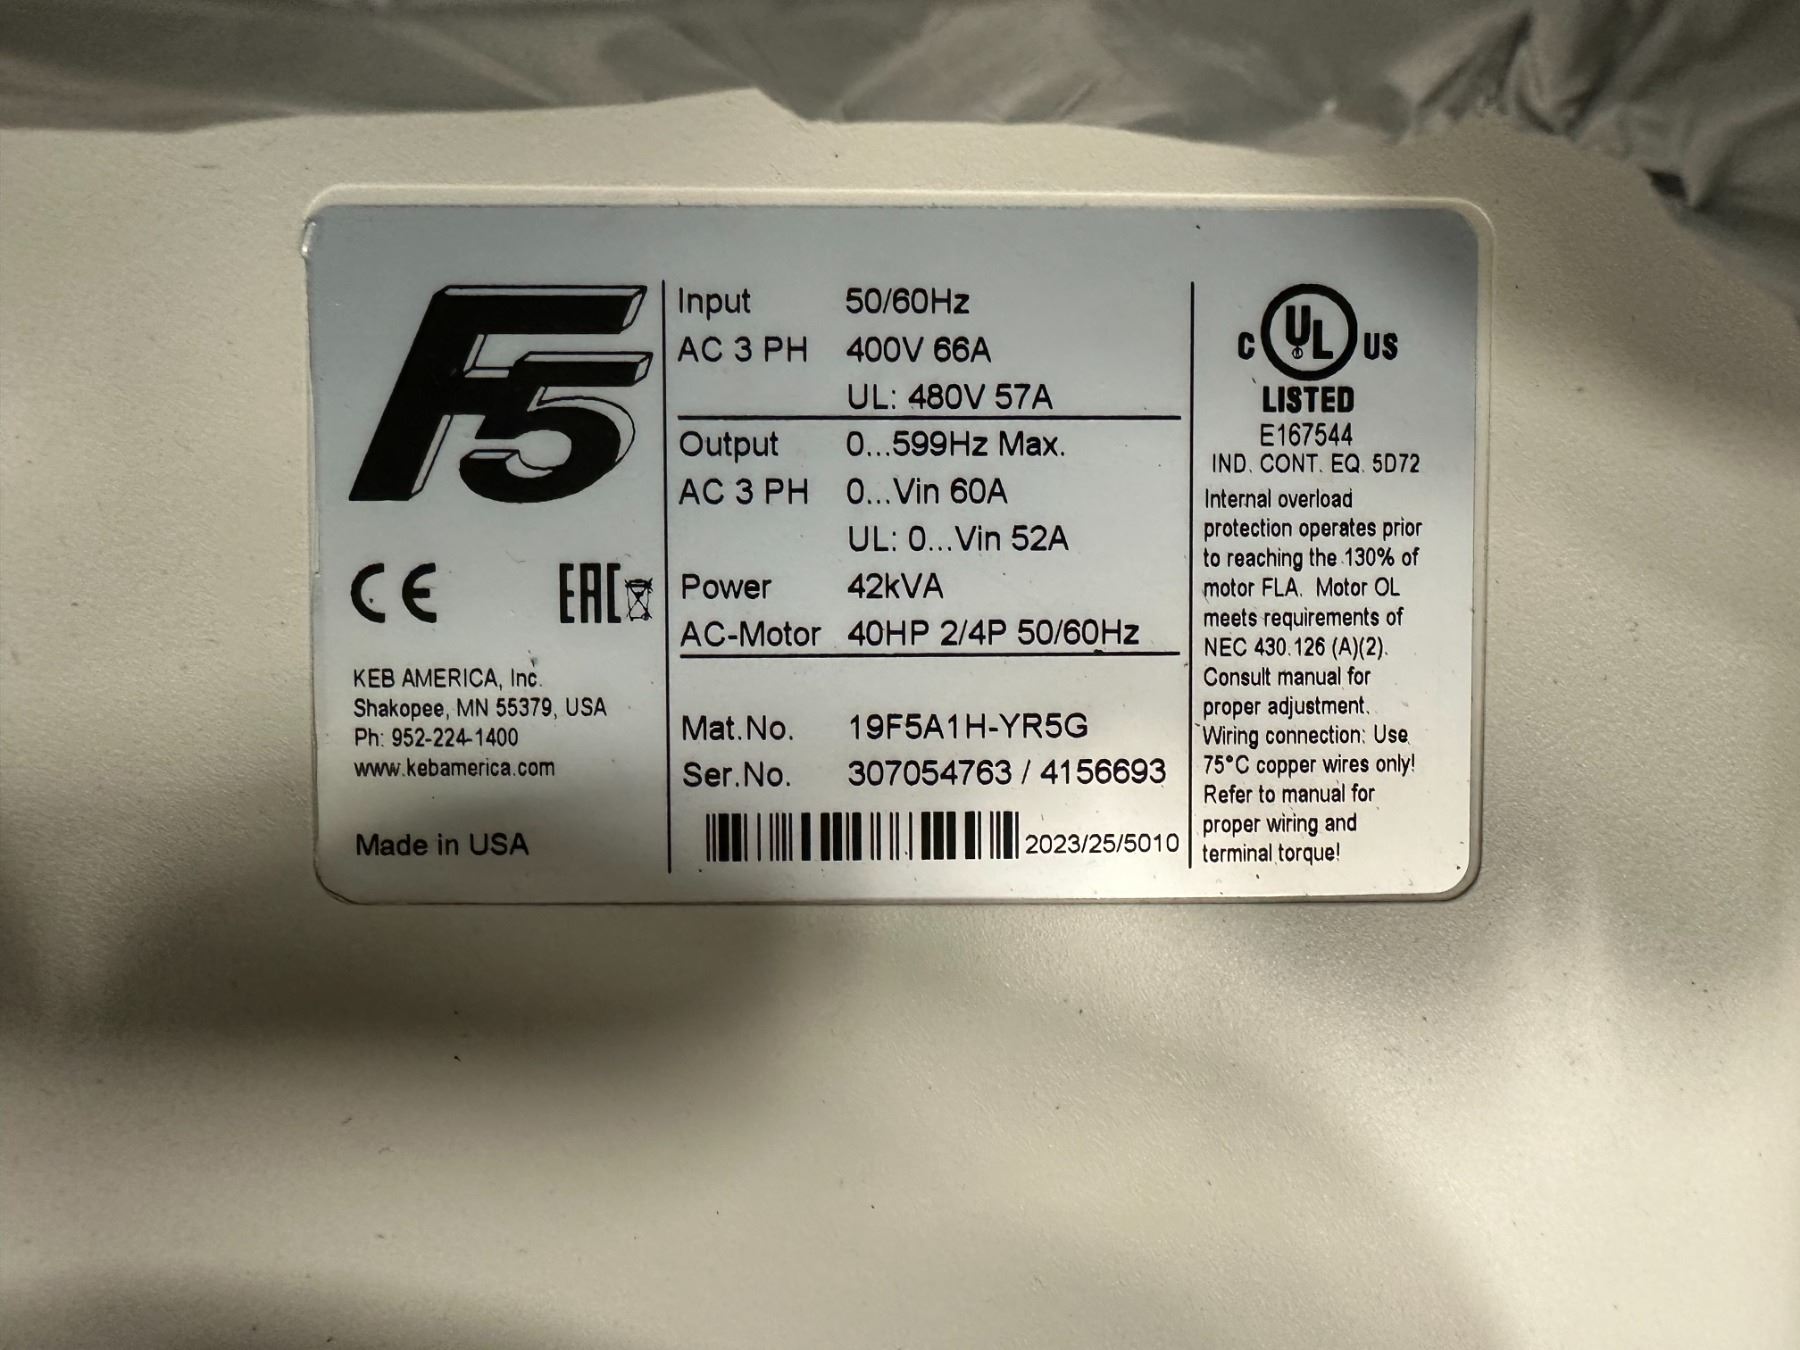 F5
CE EAC
KEB AMERICA, Inc.
Shakopee, MN 55379, USA
Ph: 952-224-1400
www.kebamerica.com
Made in USA
Input 50/60Hz
AC 3 PH 400V 66A
UL: 480V 57A
Output 0...599Hz Max.
AC 3 PH 0...Vin 60A
UL: 0...Vin 52A
Power 42kVA
AC-Motor 40HP 2/4P 50/60Hz
Mat.No. 19F5A1H-YR5G
Ser.No. 307054763 / 4156693
2023/25/5010
C UL US
LISTED
E167544
IND. CONT. EQ. 5D72
Internal overload
protection operates prior
to reaching the 130% of
motor FLA. Motor OL
meets requirements of
NEC 430.126 (A)(2).
Consult manual for
proper adjustment.
Wiring connection: Use
75°C copper wires only!
Refer to manual for
proper wiring and
terminal torque!